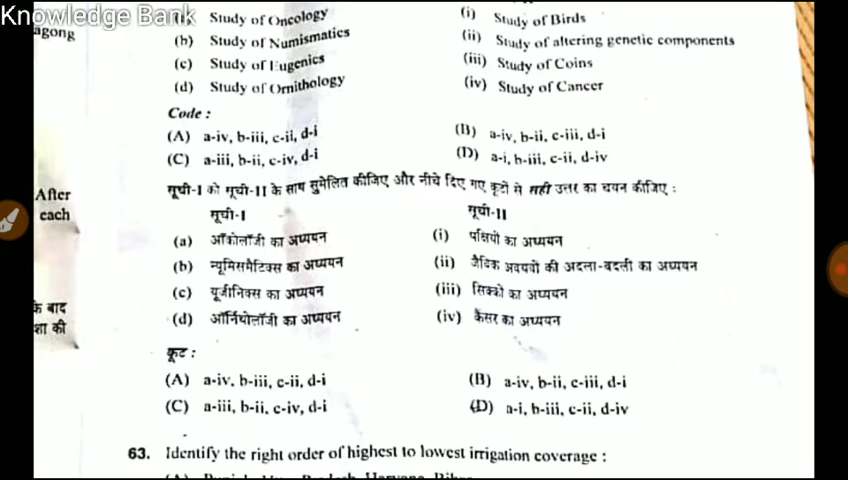 Knowledge Bank
agong
After
each
के बाद
शा की
Study of Oncology
(b) Study of Numismatics
(c) Study of Eugenics
(d) Study of Ornithology
(i) Study of Birds
(ii) Study of altering genetic components
(iii) Study of Coins
(iv) Study of Cancer
Code :
(A) a-iv, b-iii, c-ii, d-i
(B) a-iv, b-ii, c-iii, d-i
(C) a-iii, b-ii, c-iv, d-i
(D) a-i, b-iii, c-ii, d-iv
सूची-I को सूची-II के साथ सुमेलित कीजिए और नीचे दिए गए कूटों से सही उत्तर का चयन कीजिए :
सूची-I
सूची-II
(a) ऑंकोलॉजी का अध्ययन
(b) न्यूमिसमैटिक्स का अध्ययन
(c) यूजीनिक्स का अध्ययन
(d) ऑर्नियोलॉजी का अध्ययन
(i) पक्षियों का अध्ययन
(ii) जैविक अवयवों की अदला-बदली का अध्ययन
(iii) सिक्कों का अध्ययन
(iv) कैंसर का अध्ययन
कूट :
(A) a-iv, b-iii, c-ii, d-i
(B) a-iv, b-ii, c-iii, d-i
(C) a-iii, b-ii, c-iv, d-i
(D) a-i, b-iii, c-ii, d-iv
63. Identify the right order of highest to lowest irrigation coverage :